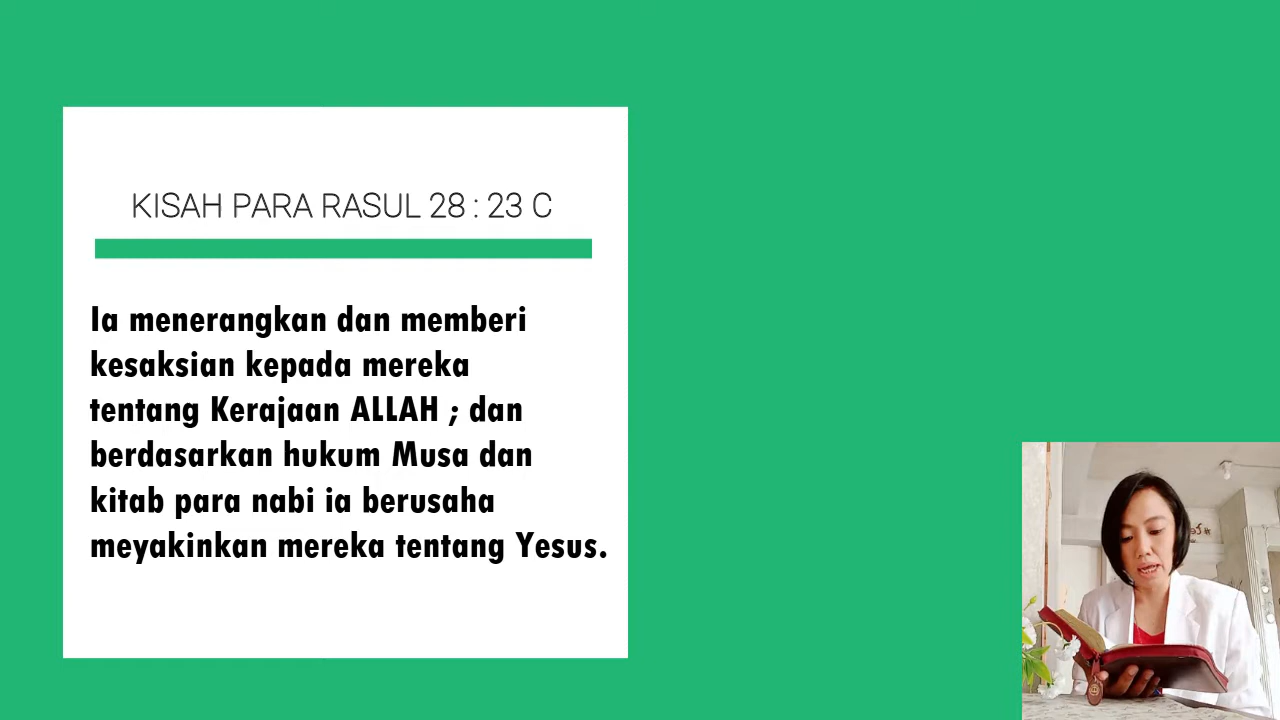 KISAH PARA RASUL 28 : 23 C
Ia menerangkan dan memberi
kesaksian kepada mereka
tentang Kerajaan ALLAH ; dan
berdasarkan hukum Musa dan
kitab para nabi ia berusaha
meyakinkan mereka tentang Yesus.